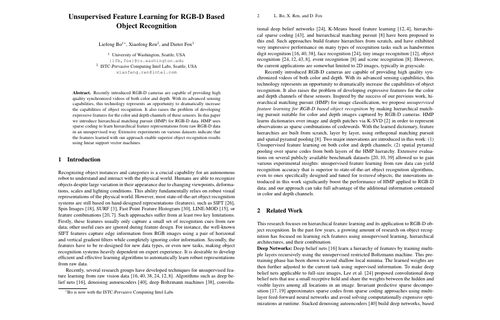 Unsupervised Feature Learning for RGB-D Based
Object Recognition
Liefeng Bo¹*, Xiaofeng Ren², and Dieter Fox¹
¹ University of Washington, Seattle, USA
{lfb,fox}@cs.washington.edu
² ISTC-Pervasive Computing Intel Labs, Seattle, USA
xiaofeng.ren@intel.com
Abstract. Recently introduced RGB-D cameras are capable of providing high quality
synchronized videos of both color and depth. With its advanced sensing capabilities,
this technology represents an opportunity to dramatically increase the capabilities
of object recognition. It also raises the problem of developing expressive
features for the color and depth channels of these sensors. In this paper
we introduce hierarchical matching pursuit (HMP) for RGB-D data. HMP uses
sparse coding to learn hierarchical feature representations from raw RGB-D data
in an unsupervised way. Extensive experiments on various datasets indicate that
the features learned with our approach enable superior object recognition results
using linear support vector machines.
1 Introduction
Recognizing object instances and categories is a crucial capability for an autonomous
robot to understand and interact with the physical world. Humans are able to recognize
objects despite large variation in their appearance due to changing viewpoints, deformations,
scales and lighting conditions. This ability fundamentally relies on robust visual
representations of the physical world. However, most state-of-the-art object recognition
systems are still based on hand-designed representations (features), such as SIFT [26],
Spin Images [18], SURF [3], Fast Point Feature Histogram [30], LINE-MOD [15], or
feature combinations [20, 7]. Such approaches suffer from at least two key limitations.
Firstly, these features usually only capture a small set of recognition cues from raw
data; other useful cues are ignored during feature design. For instance, the well-known
SIFT features capture edge information from RGB images using a pair of horizontal
and vertical gradient filters while completely ignoring color information. Secondly, the
features have to be re-designed for new data types, or even new tasks, making object
recognition systems heavily dependent on expert experience. It is desirable to develop
efficient and effective learning algorithms to automatically learn robust representations
from raw data.
Recently, several research groups have developed techniques for unsupervised feature
learning from raw vision data [16, 40, 38, 24, 12, 8]. Algorithms such as deep belief
nets [16], denoising autoencoders [40], deep Boltzmann machines [38], convolu-
* Bo is now with the ISTC-Pervasive Computing Intel Labs.
2 L. Bo, X. Ren, and D. Fox
tional deep belief networks [24], K-Means based feature learning [12, 4], hierarchical
sparse coding [43], and hierarchical matching pursuit [8] have been proposed to
this end. Such approaches build feature hierarchies from scratch, and have exhibited
very impressive performance on many types of recognition tasks such as handwritten
digit recognition [16, 40, 38], face recognition [24], tiny image recognition [12], object
recognition [24, 12, 43, 8], event recognition [8] and scene recognition [8]. However,
the current applications are somewhat limited to 2D images, typically in grayscale.
Recently introduced RGB-D cameras are capable of providing high quality synchronized
videos of both color and depth. With its advanced sensing capabilities, this
technology represents an opportunity to dramatically increase the capabilities of object
recognition. It also raises the problem of developing expressive features for the color
and depth channels of these sensors. Inspired by the success of our previous work, hierarchical
matching pursuit (HMP) for image classification, we propose unsupervised
feature learning for RGB-D based object recognition by making hierarchical matching
pursuit suitable for color and depth images captured by RGB-D cameras: HMP
learns dictionaries over image and depth patches via K-SVD [2] in order to represent
observations as sparse combinations of codewords. With the learned dictionary, feature
hierarchies are built from scratch, layer by layer, using orthogonal matching pursuit
and spatial pyramid pooling [8]. Two major innovations are introduced in this work: (1)
Unsupervised feature learning on both color and depth channels; (2) spatial pyramid
pooling over sparse codes from both layers of the HMP hierarchy. Extensive evaluations
on several publicly available benchmark datasets [20, 10, 39] allowed us to gain
various experimental insights: unsupervised feature learning from raw data can yield
recognition accuracy that is superior to state-of-the-art object recognition algorithms,
even to ones specifically designed and tuned for textured objects; the innovations introduced
in this work significantly boost the performance of HMP applied to RGB-D
data; and our approach can take full advantage of the additional information contained
in color and depth channels.
2 Related Work
This research focuses on hierarchical feature learning and its application to RGB-D object
recognition. In the past few years, a growing amount of research on object recognition
has focused on learning rich features using unsupervised learning, hierarchical
architectures, and their combination.
Deep Networks: Deep belief nets [16] learn a hierarchy of features by training multiple
layers recursively using the unsupervised restricted Boltzmann machine. This pretraining
phase has been shown to avoid shallow local minima. The learned weights are
then further adjusted to the current task using supervised information. To make deep
belief nets applicable to full-size images, Lee et al. [24] proposed convolutional deep
belief nets that use a small receptive field and share the weights between the hidden and
visible layers among all locations in an image. Invariant predictive sparse decomposition
[17, 19] approximates sparse codes from sparse coding approaches using multi-
layer feed-forward neural networks and avoid solving computationally expensive optimizations
at runtime. Stacked denoising autoencoders [40] build deep networks, based